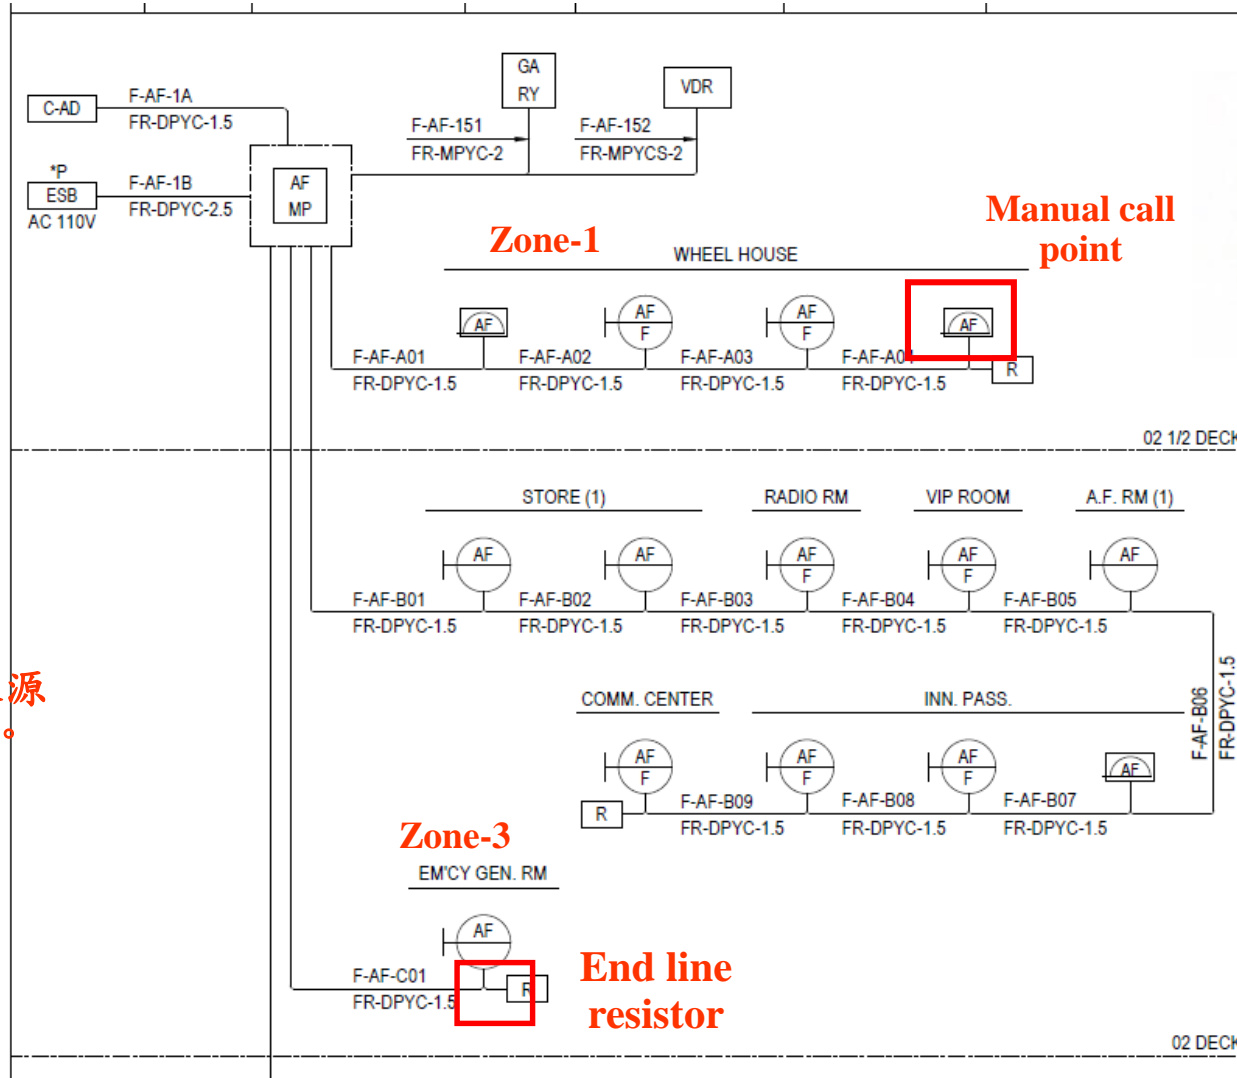 GA
RY
VDR
C-AD
F-AF-1A
FR-DPYC-1.5
F-AF-151
FR-MPYC-2
F-AF-152
FR-MPYCS-2
*P
ESB
AC 110V
F-AF-1B
FR-DPYC-2.5
AF
MP
Manual call
point
Zone-1
WHEEL HOUSE
AF
AF
F
AF
F
AF
F-AF-A01
FR-DPYC-1.5
F-AF-A02
FR-DPYC-1.5
F-AF-A03
FR-DPYC-1.5
F-AF-A04
FR-DPYC-1.5
R
02 1/2 DECK
STORE (1)
RADIO RM
VIP ROOM
A.F. RM (1)
AF
AF
AF
F
AF
F
AF
F-AF-B01
FR-DPYC-1.5
F-AF-B02
FR-DPYC-1.5
F-AF-B03
FR-DPYC-1.5
F-AF-B04
FR-DPYC-1.5
F-AF-B05
FR-DPYC-1.5
F-AF-B06
FR-DPYC-1.5
源
。
COMM. CENTER
INN. PASS.
AF
F
AF
F
AF
F
AF
R
F-AF-B09
FR-DPYC-1.5
F-AF-B08
FR-DPYC-1.5
F-AF-B07
FR-DPYC-1.5
Zone-3
EM'CY GEN. RM
AF
F-AF-C01
FR-DPYC-1.5
R
End line
resistor
02 DECK